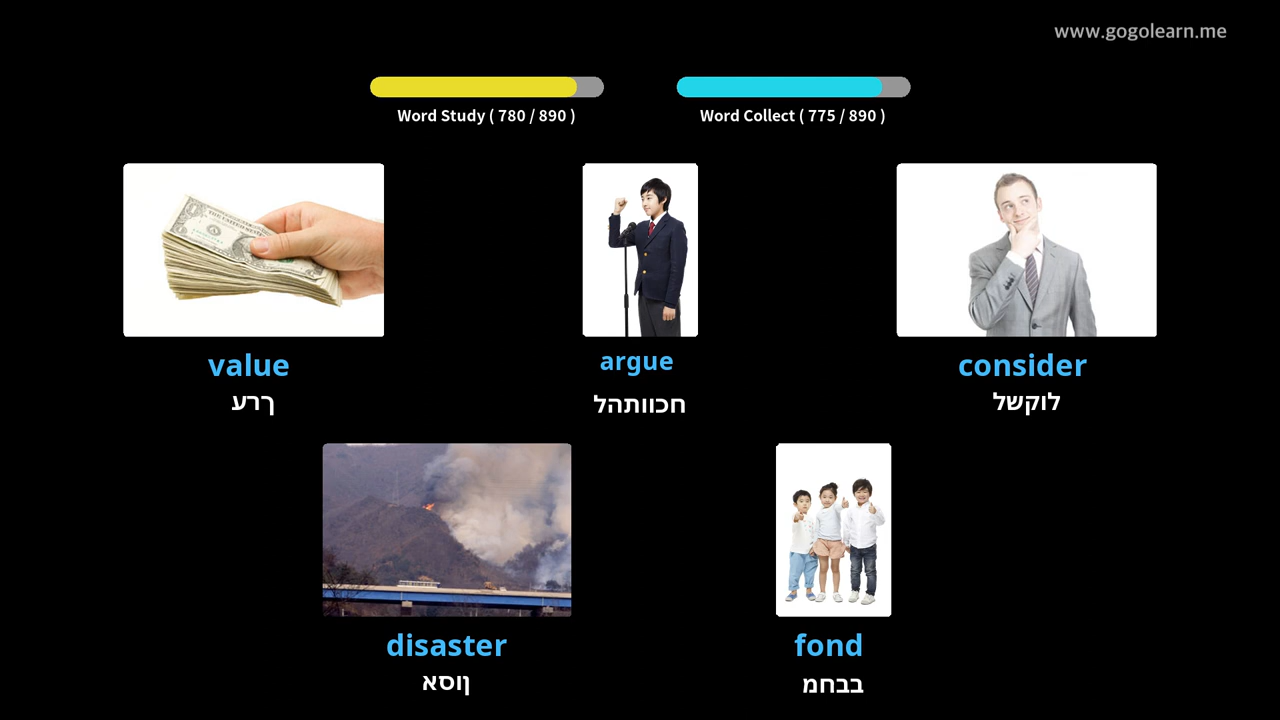 www.gogolearn.me
Word Study ( 780 / 890 )
Word Collect ( 775 / 890 )
value
ךרע
argue
חכוותהל
consider
לוקשל
disaster
ןוסא
fond
בבחמ